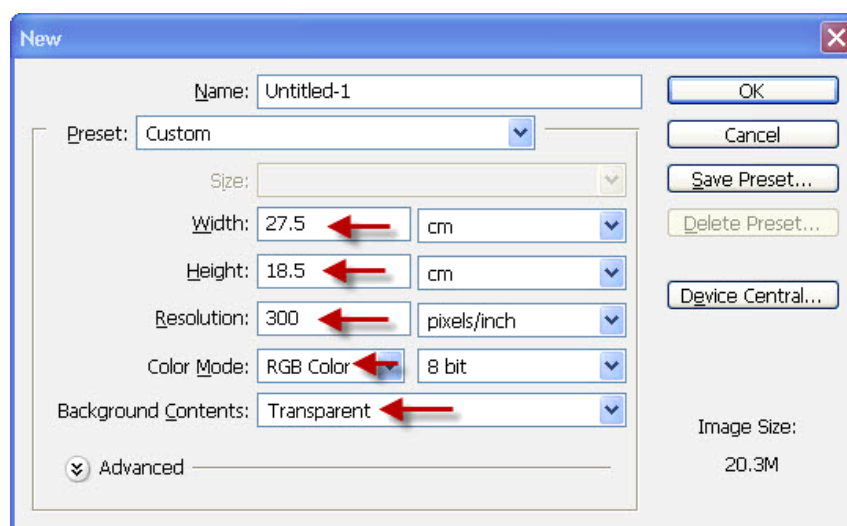 New
Name: Untitled-1
OK
Preset: Custom
Cancel
Size:
Save Preset...
Width: 27.5 cm
Delete Preset...
Height: 18.5 cm
Device Central...
Resolution: 300 pixels/inch
Color Mode: RGB Color 8 bit
Background Contents: Transparent
Image Size:
Advanced
20.3M